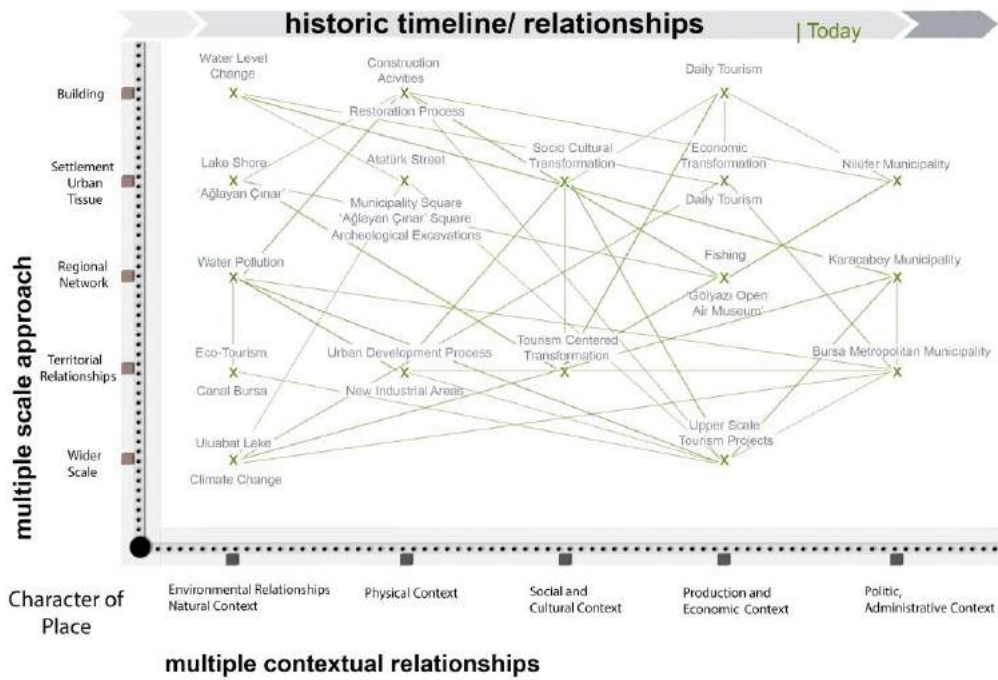 historic timeline/ relationships
| Today
multiple scale approach
Building
Settlement
Urban
Tissue
Regional
Network
Territorial
Relationships
Wider
Scale
Water Level
Change
Construction
Acivities
Restoration Process
Daily Tourism
Lake Shore
'Ağlayan Çınar'
Atatürk Street
Municipality Square
'Ağlayan Çınar' Square
Archeological Excavations
Socio Cultural
Transformation
Economic
Transformation
Daily Tourism
Nilüfer Municipality
Water Pollution
Fishing
'Gölyazı Open
Air Museum'
Karacabey Municipality
Eco-Tourism
Canal Bursa
Urban Development Process
New Industrial Areas
Tourism Centered
Transformation
Bursa Metropolitan Municipality
Uluabat Lake
Climate Change
Upper Scale
Tourism Projects
Character of
Place
Environmental Relationships
Natural Context
Physical Context
Social and
Cultural Context
Production and
Economic Context
Politic,
Administrative Context
multiple contextual relationships